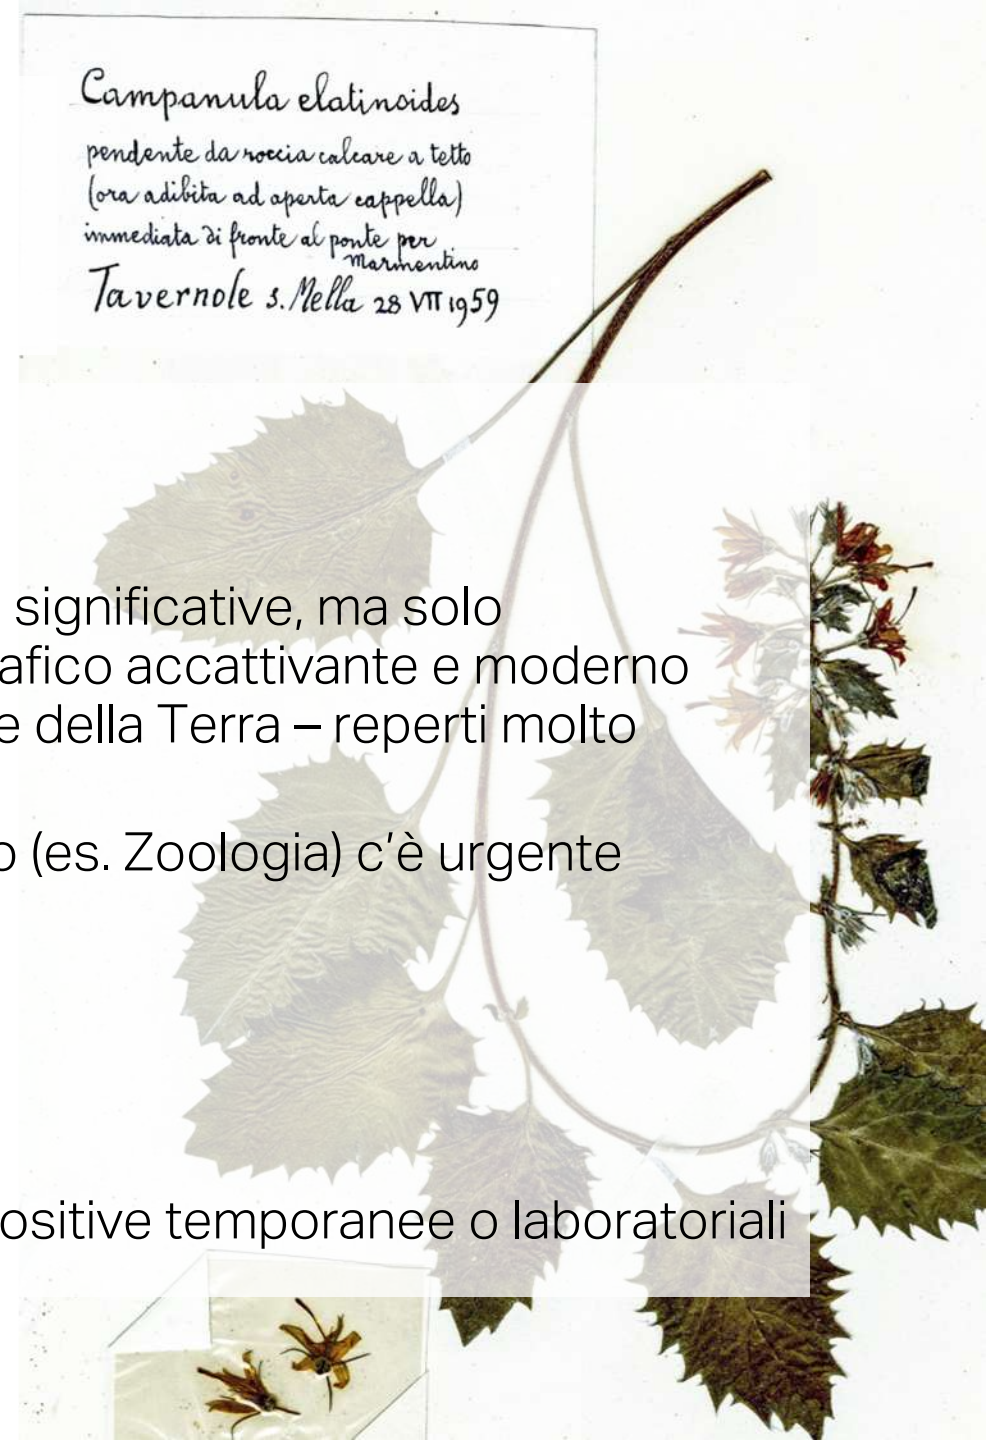 Campanula elatinoides
pendente da roccia calcare a tetto
(ora adibita ad aperta cappella)
immediata di fronte al ponte per
Marmentino
Tavernole s. Mella 28 VII 1959
significative, ma solo
afico accattivante e moderno
e della Terra – reperti molto
o (es. Zoologia) c'è urgente
ositive temporanee o laboratoriali